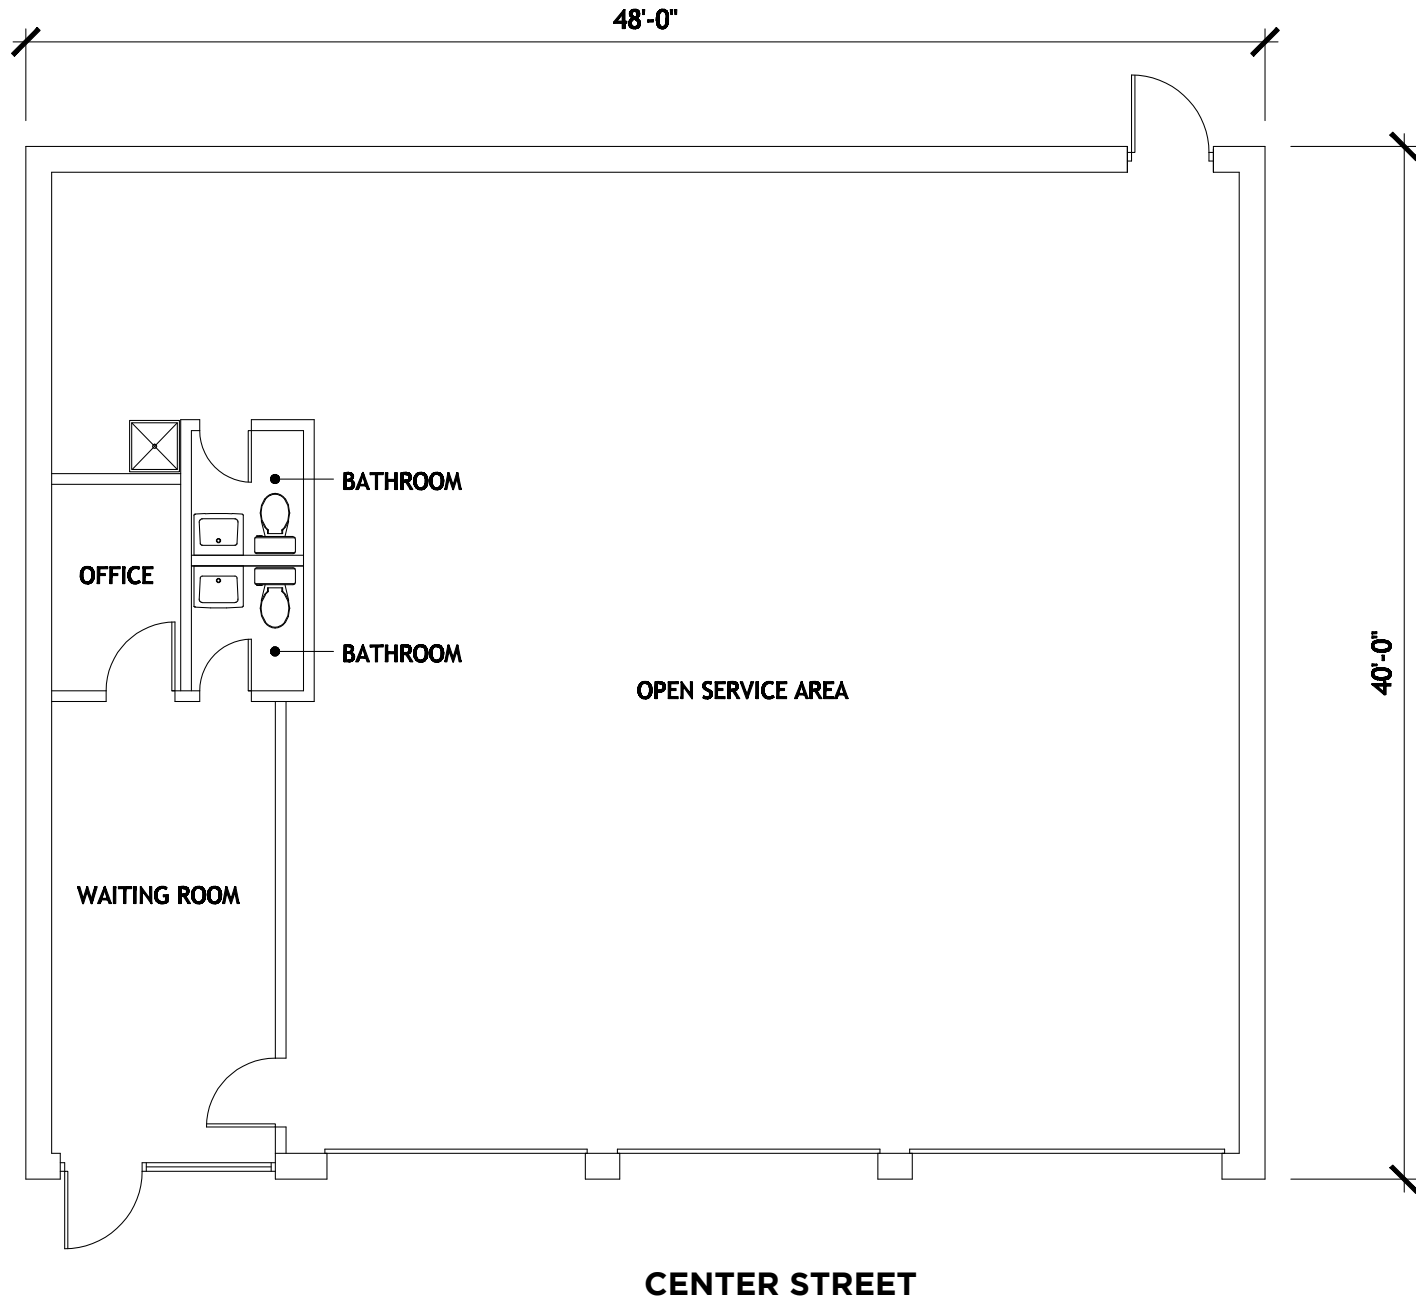 48'-0"
BATHROOM
OFFICE
BATHROOM
OPEN SERVICE AREA
40'-0"
WAITING ROOM
CENTER STREET